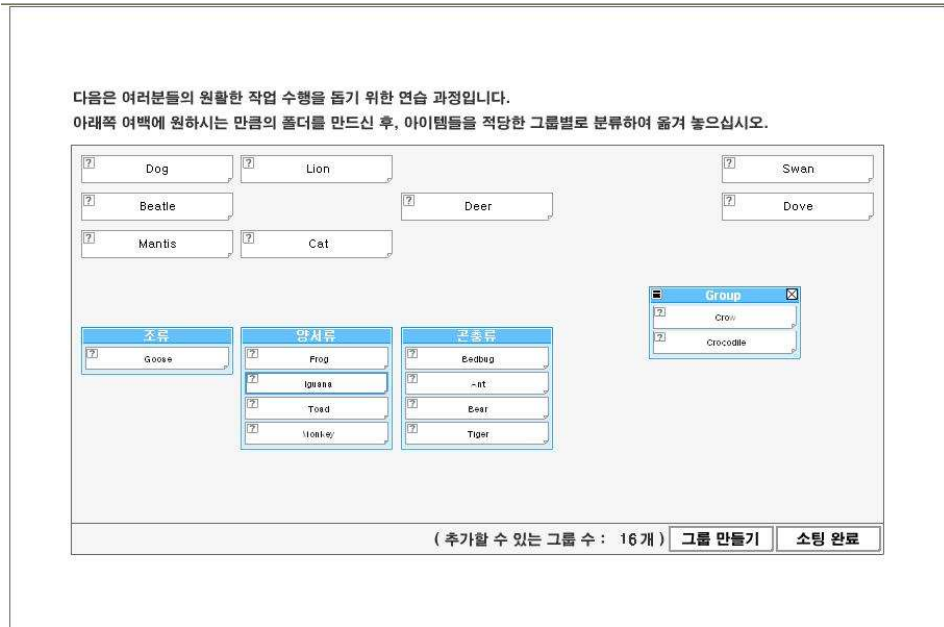 다음은 여러분들의 원활한 작업 수행을 돕기 위한 연습 과정입니다.
아래쪽 여백에 원하시는 만큼의 폴더를 만드신 후, 아이템들을 적당한 그룹별로 분류하여 옮겨 놓으십시오.
? Dog ? Lion ? Swan
? Beatle ? Deer ? Dove
? Mantis ? Cat
Group
? Crow
? Crocodile
조류 양서류 곤충류
? Goose ? Frog ? Bedbug
? Iguana ? Ant
? Toad ? Bear
? Monkey ? Tiger
( 추가할 수 있는 그룹 수 : 16개 ) 그룹 만들기 소팅 완료